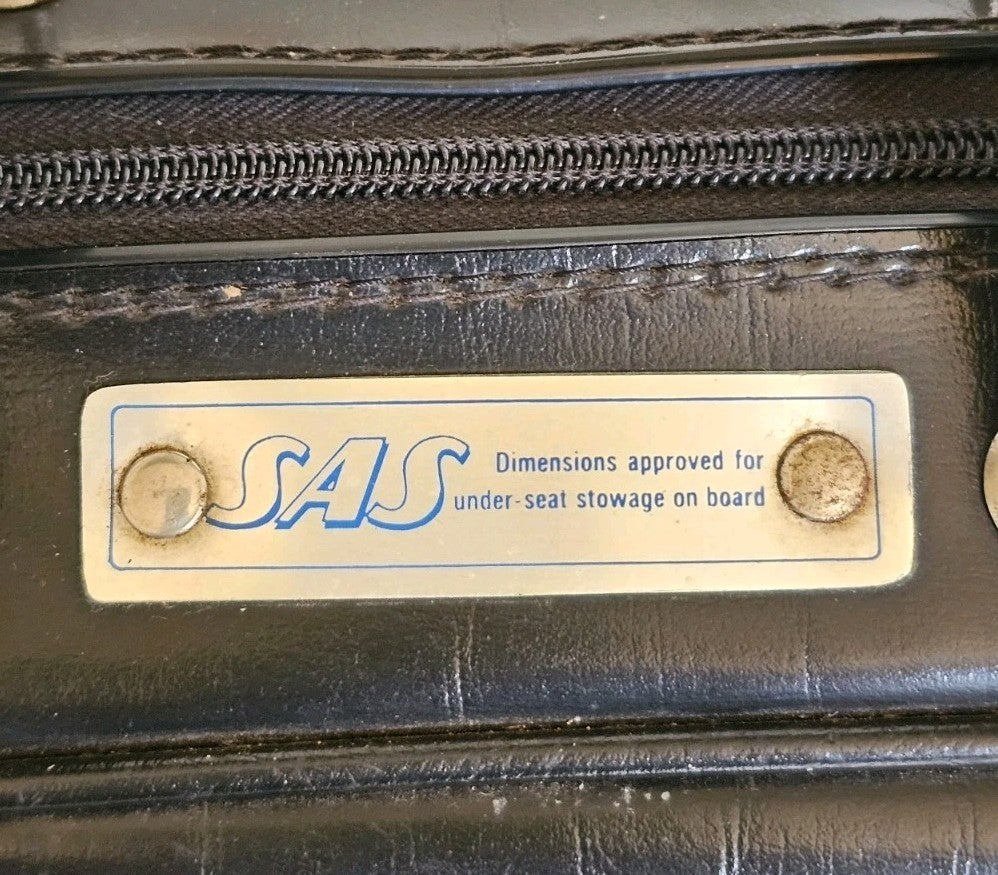 SAS
Dimensions approved for
under-seat stowage on board